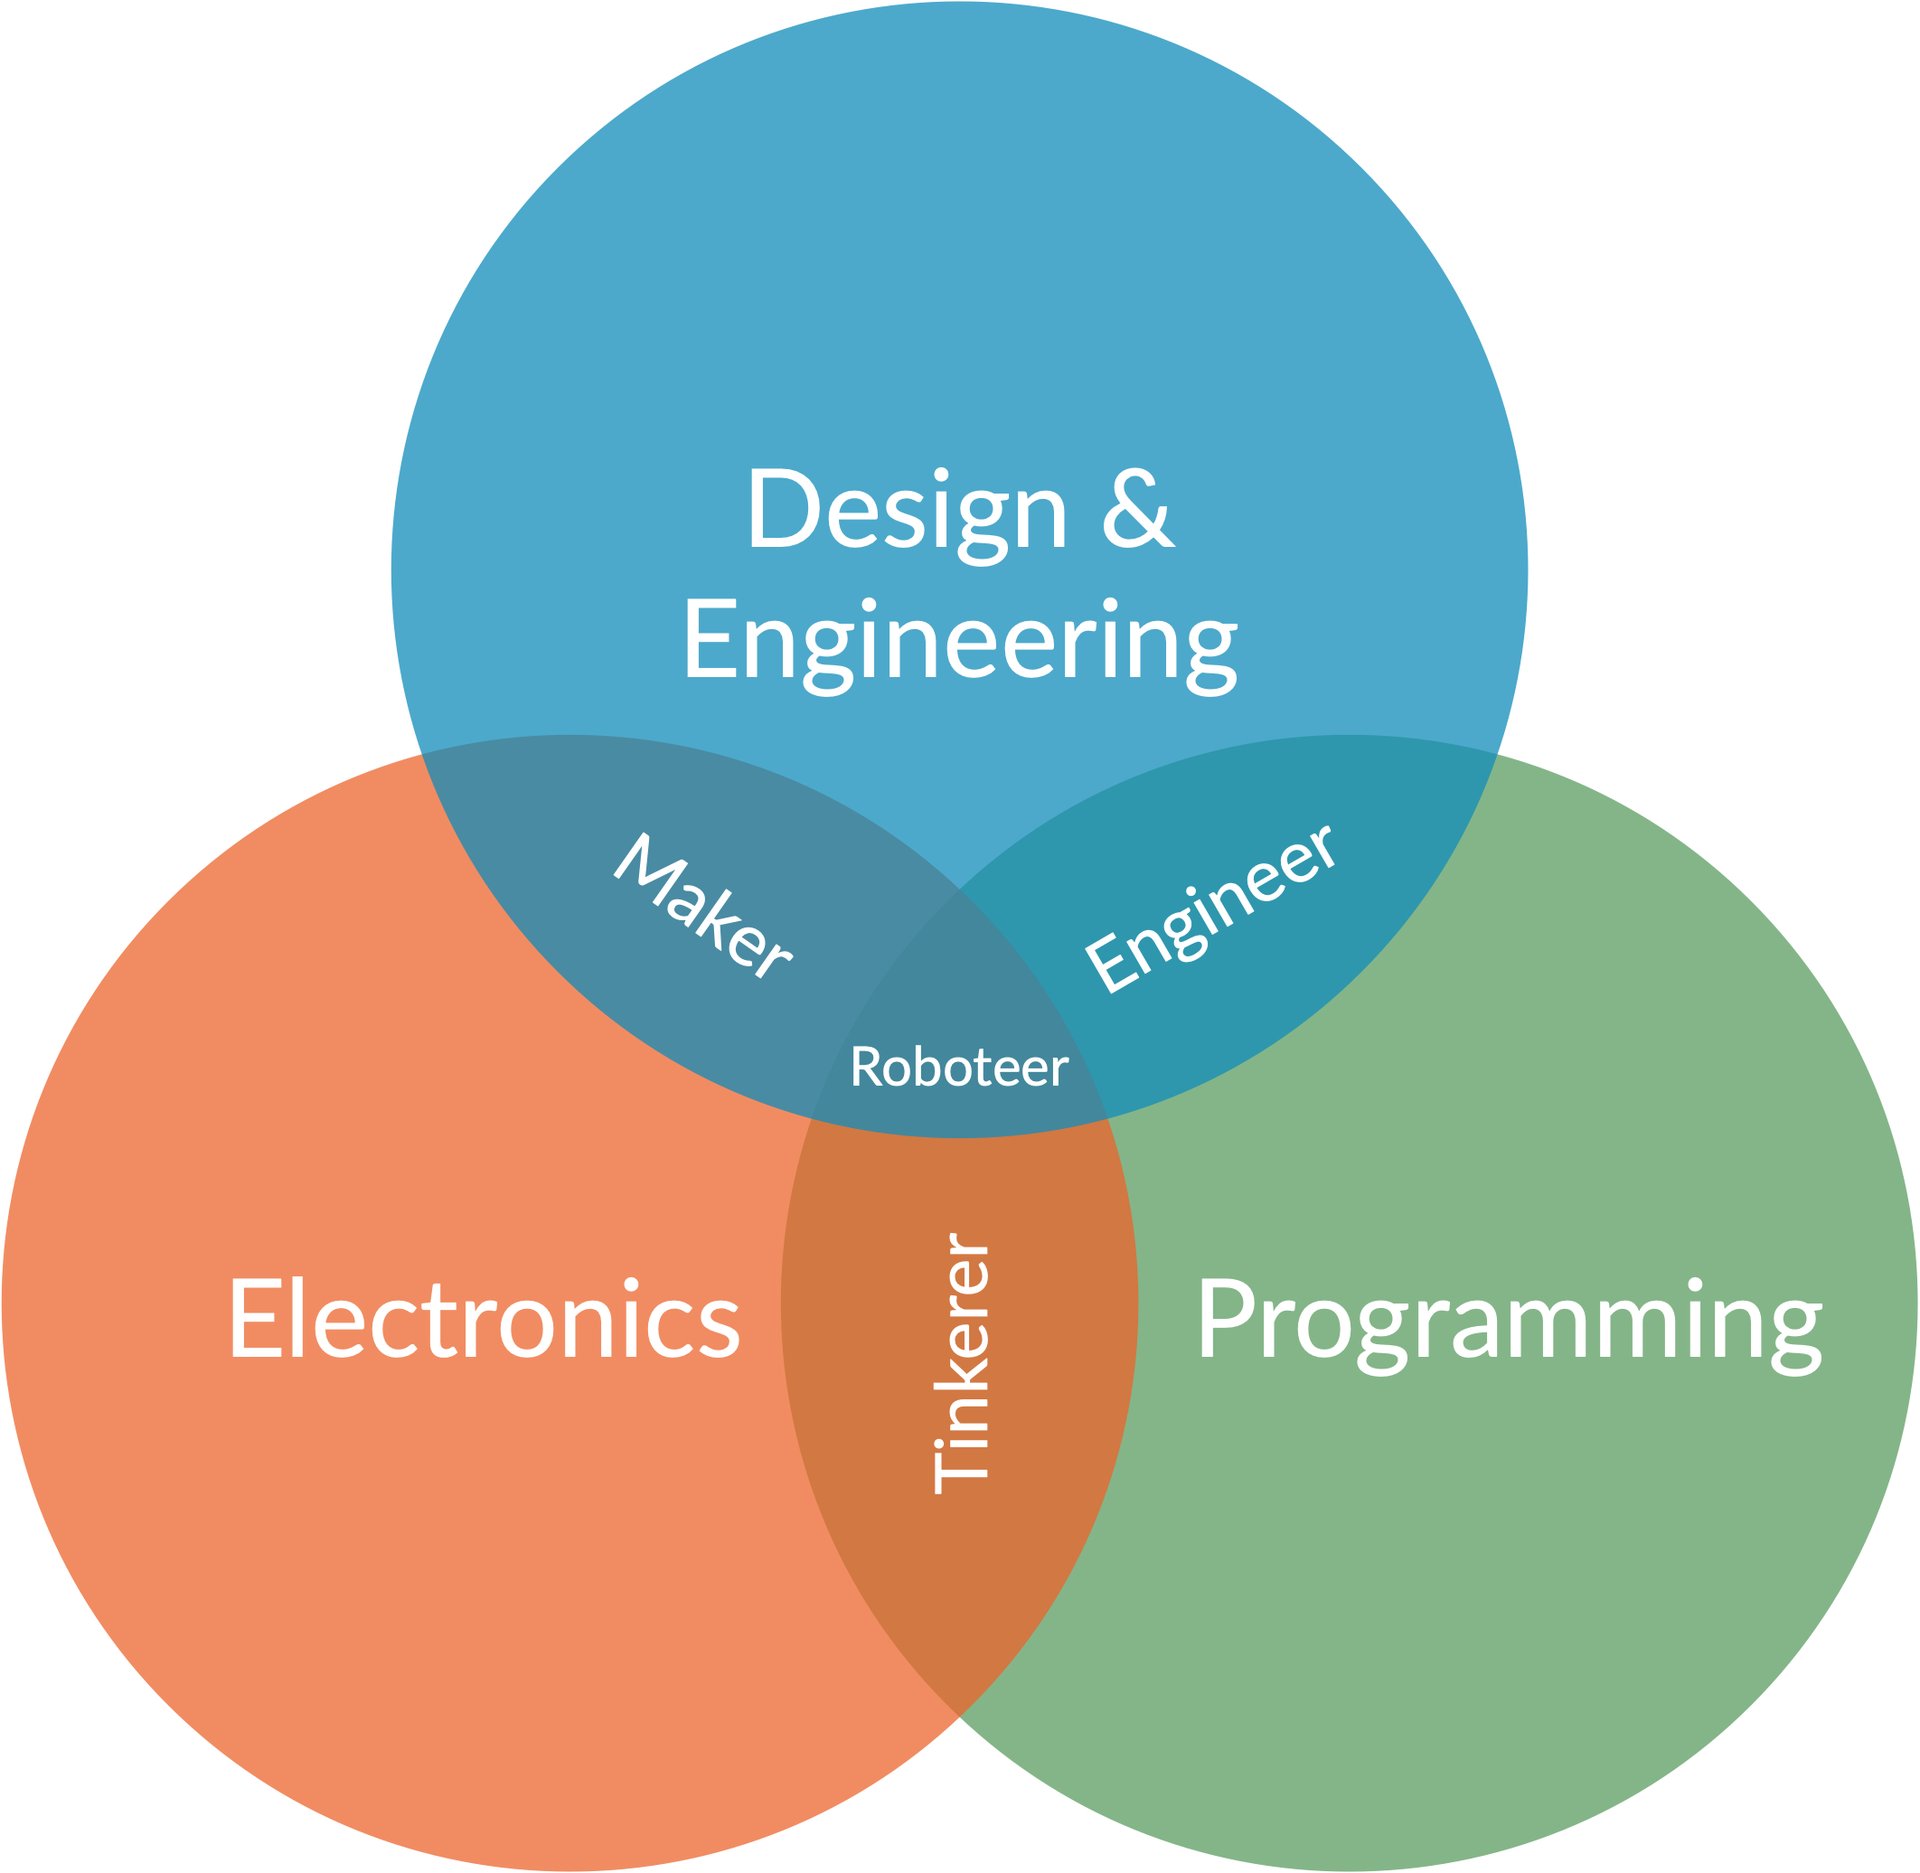 Design &
Engineering
Maker
Engineer
Roboteer
Electronics
Tinkerer
Programming